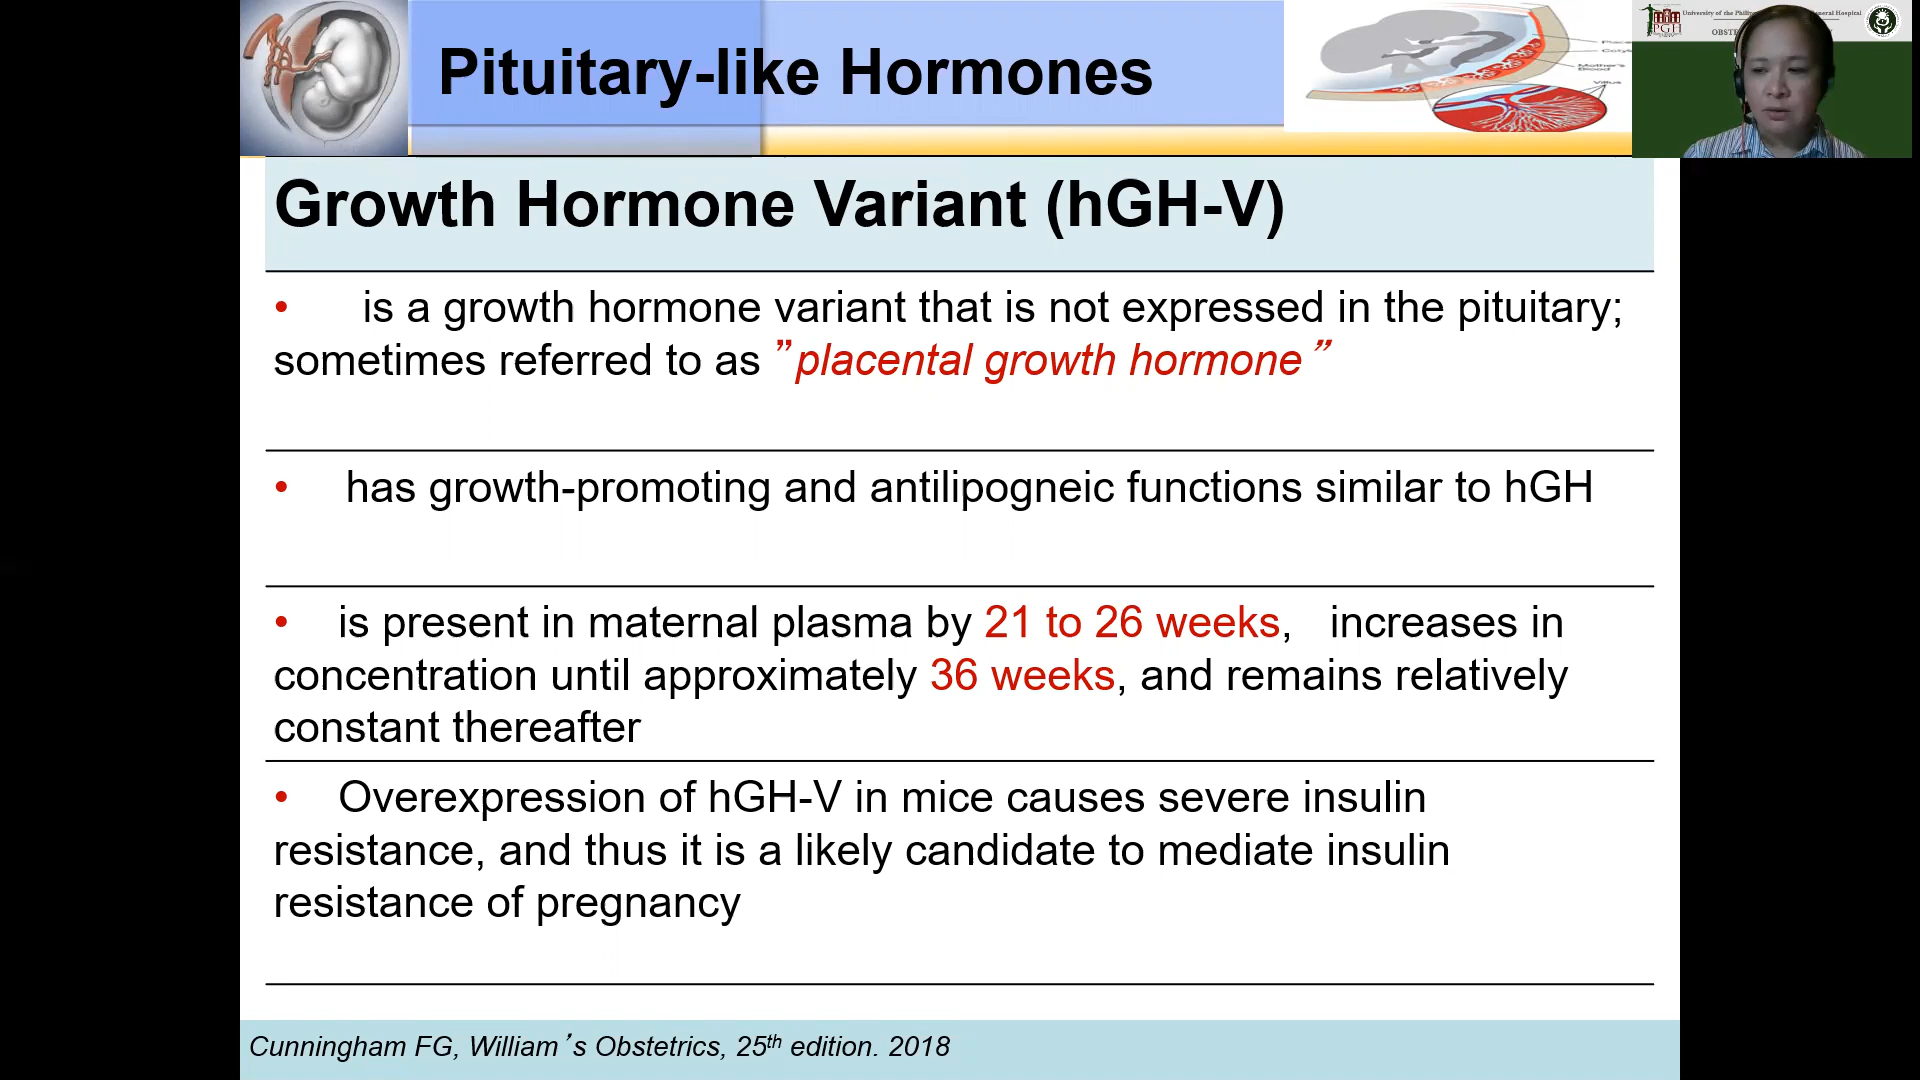 Pituitary-like Hormones
Mother's
Blood
Villus
PGH
Growth Hormone Variant (hGH-V)
• is a growth hormone variant that is not expressed in the pituitary;
sometimes referred to as ”placental growth hormone”
• has growth-promoting and antilipogneic functions similar to hGH
• is present in maternal plasma by 21 to 26 weeks, increases in
concentration until approximately 36 weeks, and remains relatively
constant thereafter
• Overexpression of hGH-V in mice causes severe insulin
resistance, and thus it is a likely candidate to mediate insulin
resistance of pregnancy
Cunningham FG, William’s Obstetrics, 25th edition. 2018